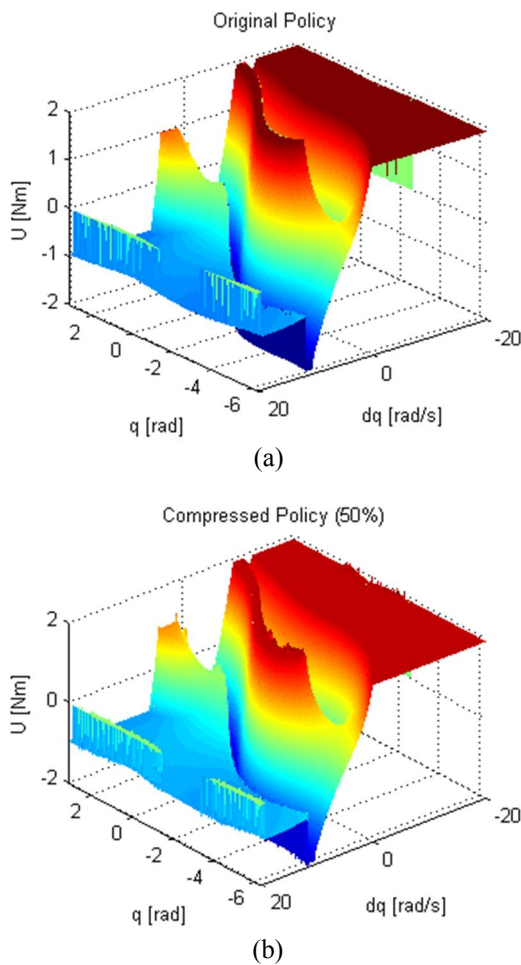 Original Policy
2
1
0
-1
-2
U [Nm]
2
0
-2
-4
-6
q [rad]
20
0
-20
dq [rad/s]
(a)
Compressed Policy (50%)
2
0
-2
U [Nm]
2
0
-2
-4
-6
q [rad]
20
0
-20
dq [rad/s]
(b)